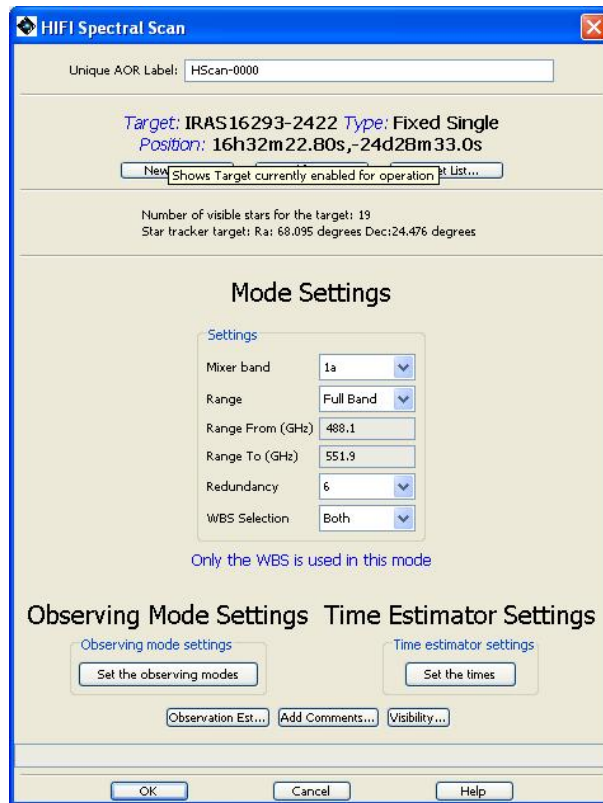 HIFI Spectral Scan
Unique AOR Label: HScan-0000
Target: IRAS16293-2422 Type: Fixed Single
Position: 16h32m22.80s,-24d28m33.0s
New
Shows Target currently enabled for operation
List...
Number of visible stars for the target: 19
Star tracker target: Ra: 68.095 degrees Dec:24.476 degrees
Mode Settings
Settings
Mixer band 1a
Range Full Band
Range From (GHz) 488.1
Range To (GHz) 551.9
Redundancy 6
WBS Selection Both
Only the WBS is used in this mode
Observing Mode Settings Time Estimator Settings
Observing mode settings Time estimator settings
Set the observing modes Set the times
Observation Est... Add Comments... Visibility...
OK Cancel Help